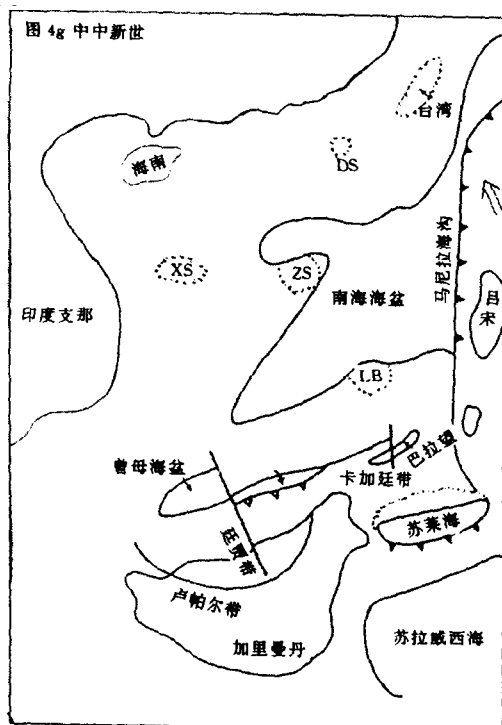 图 4g 中中新世
台湾
海南
DS
马尼拉海沟
XS
ZS
吕宋
印度支那
南海海盆
LB
曾母海盆
巴拉望
卡加廷带
苏莱海
廷贾带
卢帕尔带
加里曼丹
苏拉威西海